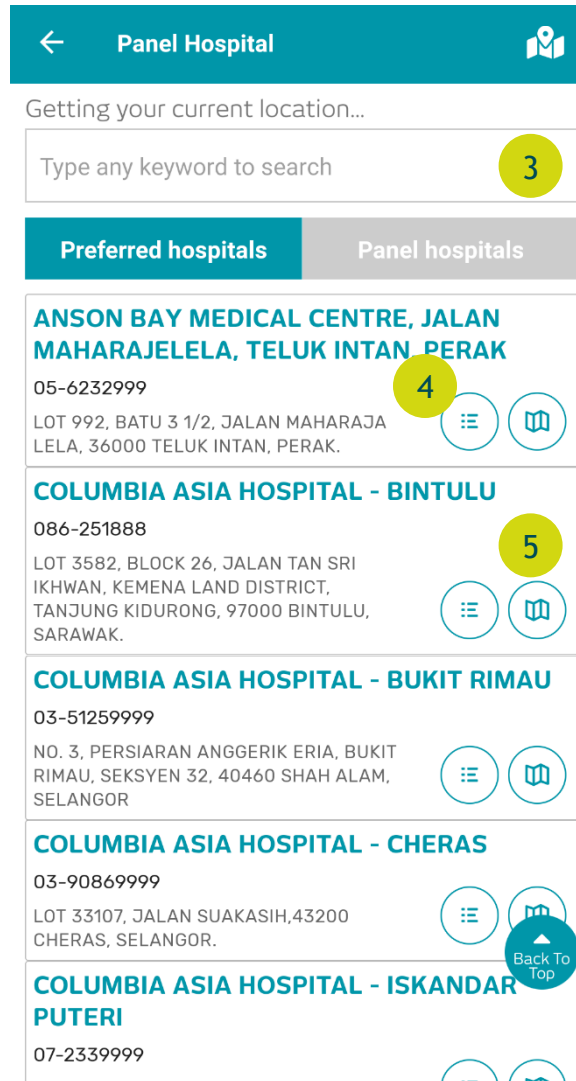 Panel Hospital
Getting your current location...
Type any keyword to search
3
Preferred hospitals
Panel hospitals
ANSON BAY MEDICAL CENTRE, JALAN
MAHARAJELELA, TELUK INTAN, PERAK
05-6232999
4
LOT 992, BATU 3 1/2, JALAN MAHARAJA
LELA, 36000 TELUK INTAN, PERAK.
COLUMBIA ASIA HOSPITAL - BINTULU
086-251888
5
LOT 3582, BLOCK 26, JALAN TAN SRI
IKHWAN, KEMENA LAND DISTRICT,
TANJUNG KIDURONG, 97000 BINTULU,
SARAWAK.
COLUMBIA ASIA HOSPITAL - BUKIT RIMAU
03-51259999
NO. 3, PERSIARAN ANGGERIK ERIA, BUKIT
RIMAU, SEKSYEN 32, 40460 SHAH ALAM,
SELANGOR
COLUMBIA ASIA HOSPITAL - CHERAS
03-90869999
LOT 33107, JALAN SUAKASIH,43200
CHERAS, SELANGOR.
Back To
Top
COLUMBIA ASIA HOSPITAL - ISKANDAR
PUTERI
07-2339999